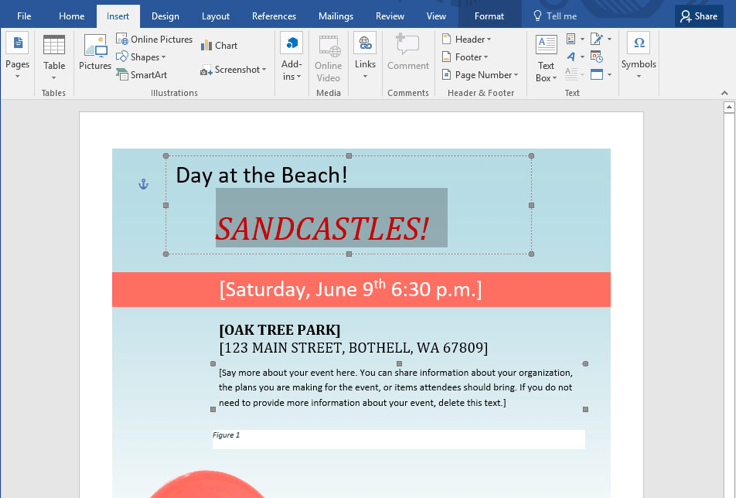 File Home Insert Design Layout References Mailings Review View Format Tell me Share
Pages
Table
Pictures
Online Pictures
Shapes
SmartArt
Chart
Screenshot
Add-
ins
Online
Video
Links
Comment
Header
Footer
Page Number
Text
Box
A
Symbols
Tables Illustrations Media Comments Header & Footer Text
Day at the Beach!
SANDCASTLES!
[Saturday, June 9th 6:30 p.m.]
[OAK TREE PARK]
[123 MAIN STREET, BOTHELL, WA 67809]
[Say more about your event here. You can share information about your organization,
the plans you are making for the event, or items attendees should bring. If you do not
need to provide more information about your event, delete this text.]
Figure 1